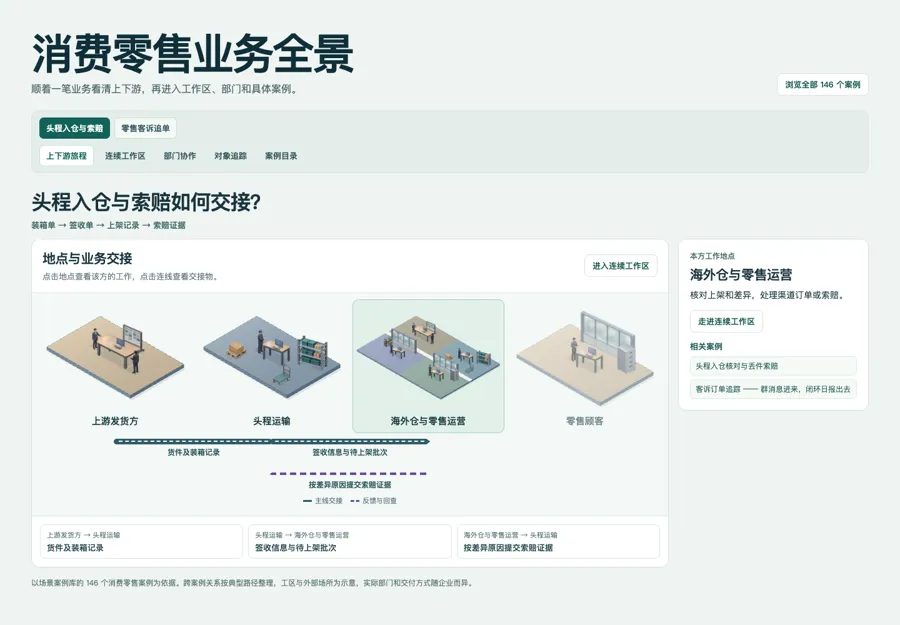 消费零售业务全景
顺着一笔业务看清上下游，再进入工作区、部门和具体案例。
浏览全部 146 个案例
头程入仓与索赔
零售客诉追单
上下游旅程
连续工作区
部门协作
对象追踪
案例目录
头程入仓与索赔如何交接?
装箱单 → 签收单 → 上架记录 → 索赔证据
地点与业务交接
点击地点查看该方的工作，点击连线查看交接物。
进入连续工作区
上游发货方
头程运输
海外仓与零售运营
零售顾客
货件及装箱记录
签收信息与待上架批次
按差异原因提交索赔证据
主线交接
反馈与回查
上游发货方 → 头程运输
货件及装箱记录
头程运输 → 海外仓与零售运营
签收信息与待上架批次
海外仓与零售运营 → 头程运输
按差异原因提交索赔证据
本方工作地点
海外仓与零售运营
核对上架和差异，处理渠道订单或索赔。
走进连续工作区
相关案例
头程入仓核对与丢件索赔
客诉订单追踪 —— 群消息进来，闭环日报出去
以场景案例库的 146 个消费零售案例为依据。跨案例关系按典型路径整理，工区与外部场所为示意，实际部门和交付方式随企业而异。